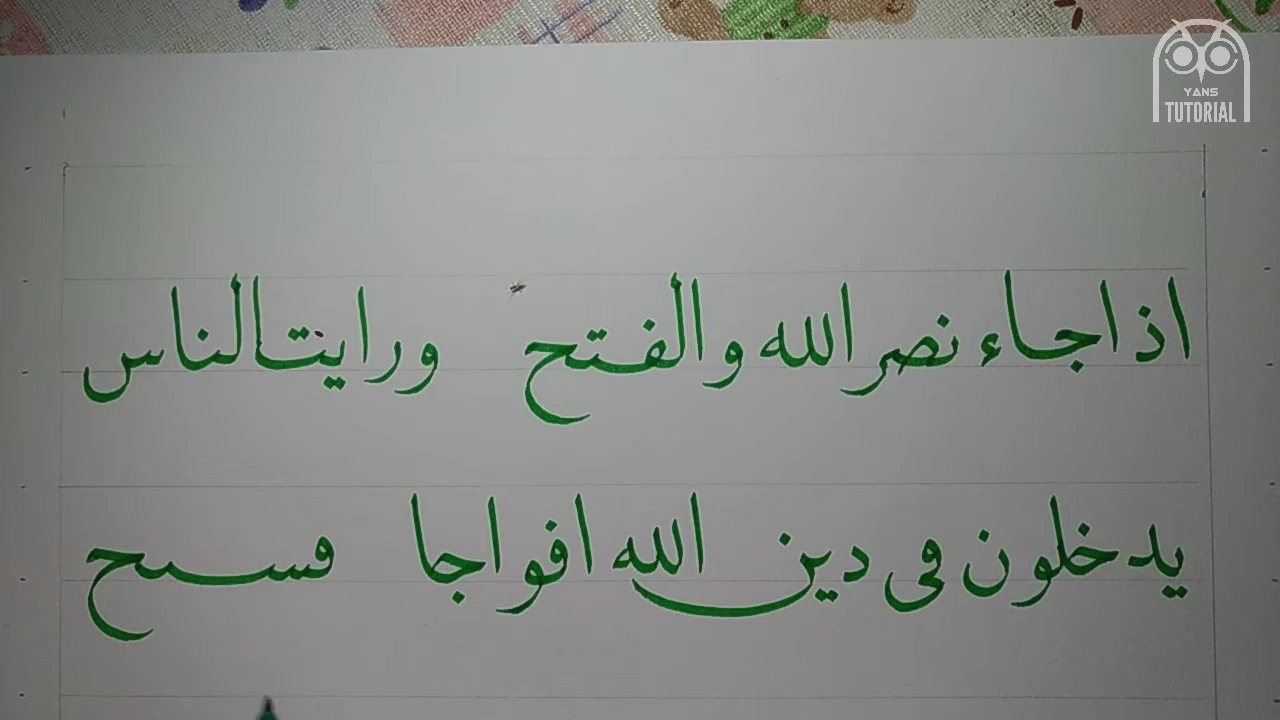 YANS
TUTORIAL
اذا جاء نصر الله والفتح ورايت الناس
يدخلون فى دين الله افواجا فسبح